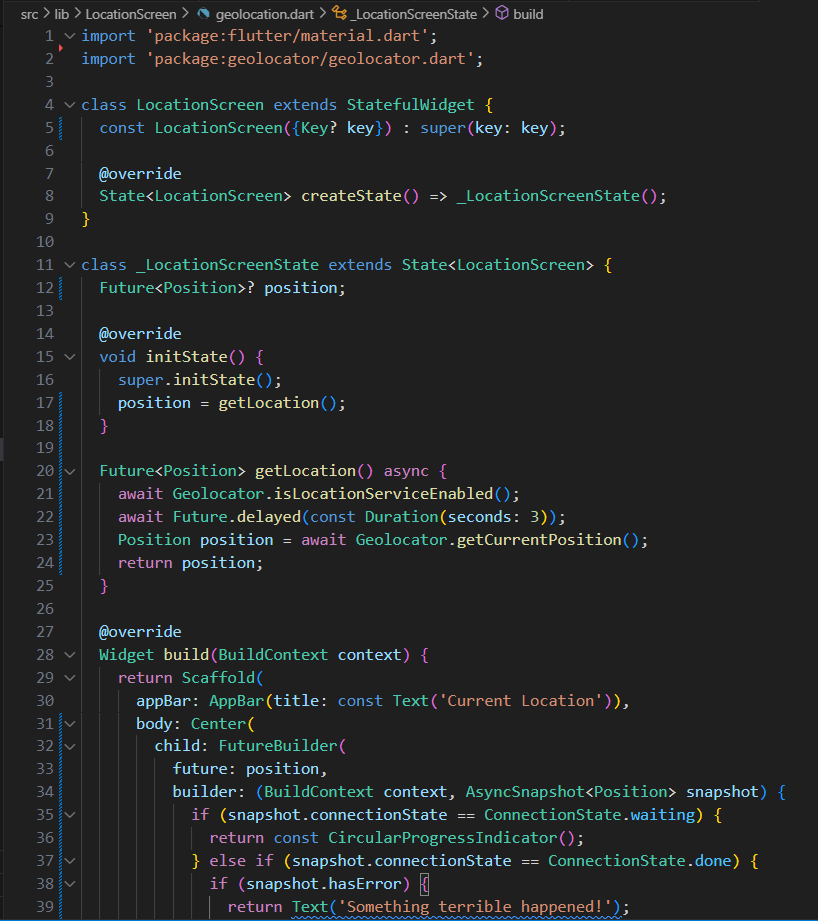 src > lib > LocationScreen > geolocation.dart > _LocationScreenState > build
1 import 'package:flutter/material.dart';
2 import 'package:geolocator/geolocator.dart';
3
4 class LocationScreen extends StatefulWidget {
5 const LocationScreen({Key? key}) : super(key: key);
6
7 @override
8 State<LocationScreen> createState() => _LocationScreenState();
9 }
10
11 class _LocationScreenState extends State<LocationScreen> {
12 Future<Position>? position;
13
14 @override
15 void initState() {
16 super.initState();
17 position = getLocation();
18 }
19
20 Future<Position> getLocation() async {
21 await Geolocator.isLocationServiceEnabled();
22 await Future.delayed(const Duration(seconds: 3));
23 Position position = await Geolocator.getCurrentPosition();
24 return position;
25 }
26
27 @override
28 Widget build(BuildContext context) {
29 return Scaffold(
30 appBar: AppBar(title: const Text('Current Location')),
31 body: Center(
32 child: FutureBuilder(
33 future: position,
34 builder: (BuildContext context, AsyncSnapshot<Position> snapshot) {
35 if (snapshot.connectionState == ConnectionState.waiting) {
36 return const CircularProgressIndicator();
37 } else if (snapshot.connectionState == ConnectionState.done) {
38 if (snapshot.hasError) {
39 return Text('Something terrible happened!');